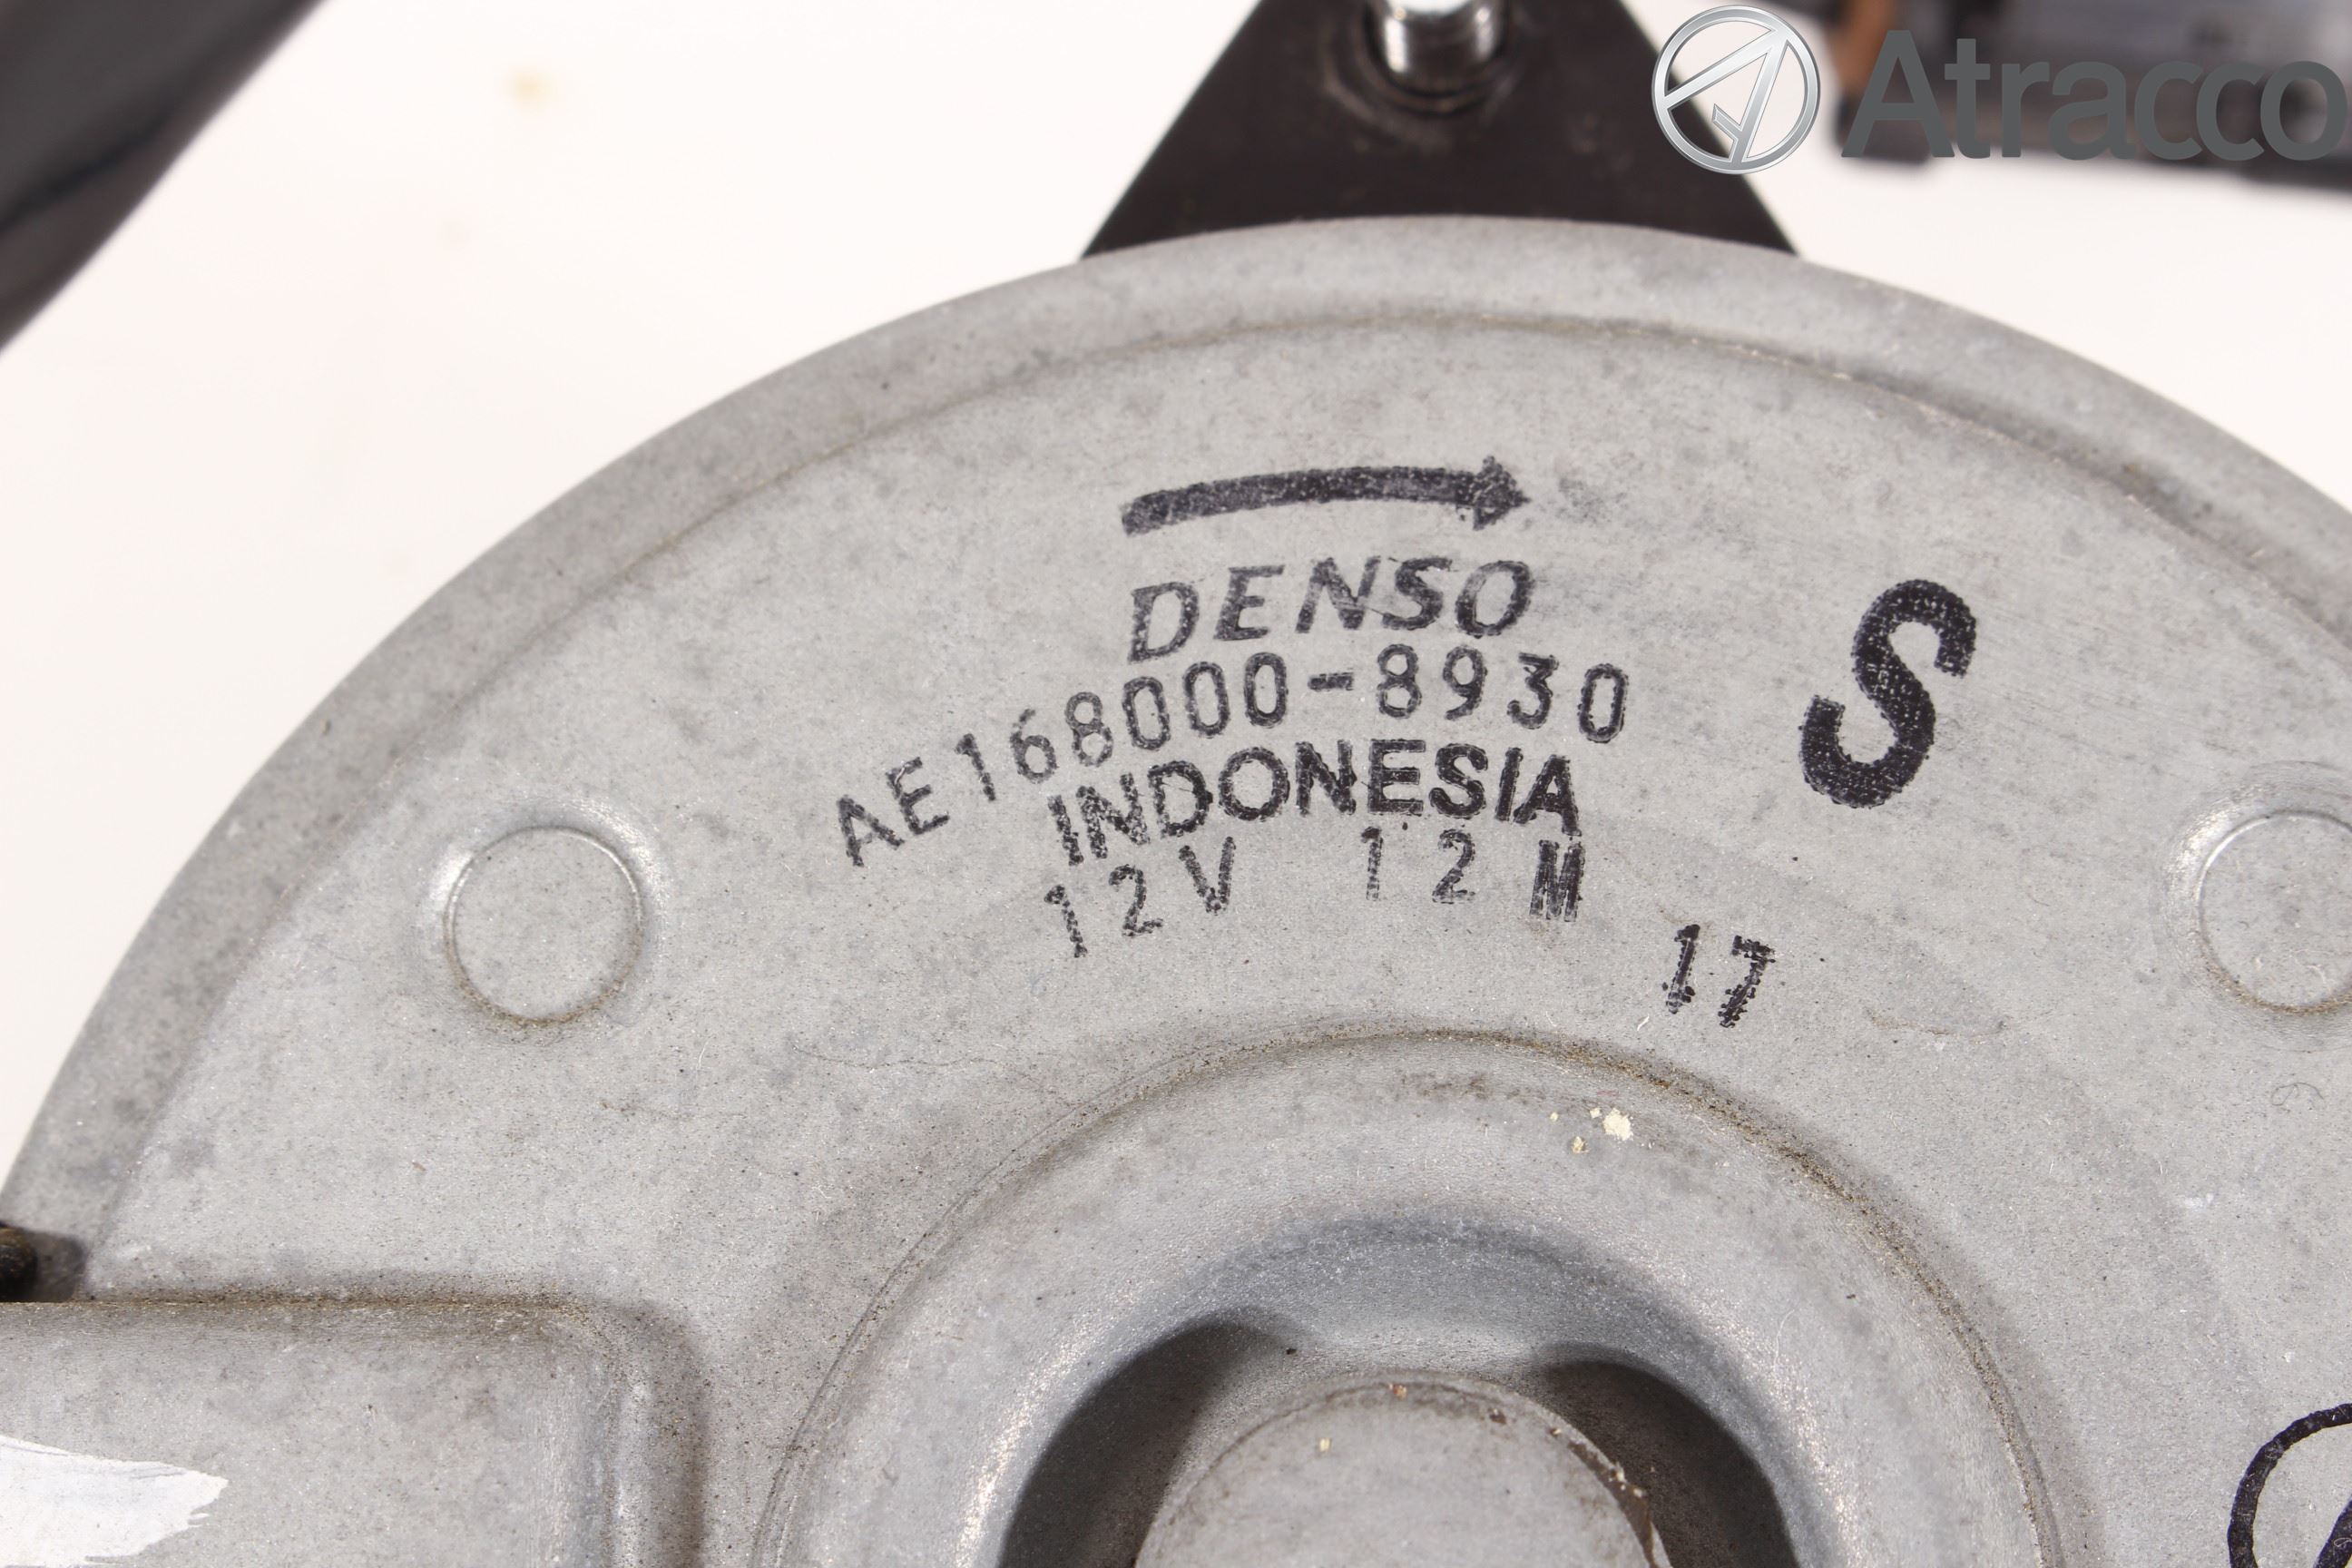 Atracco
DENSO
S
AE168000-8930
INDONESIA
12V 12M
17